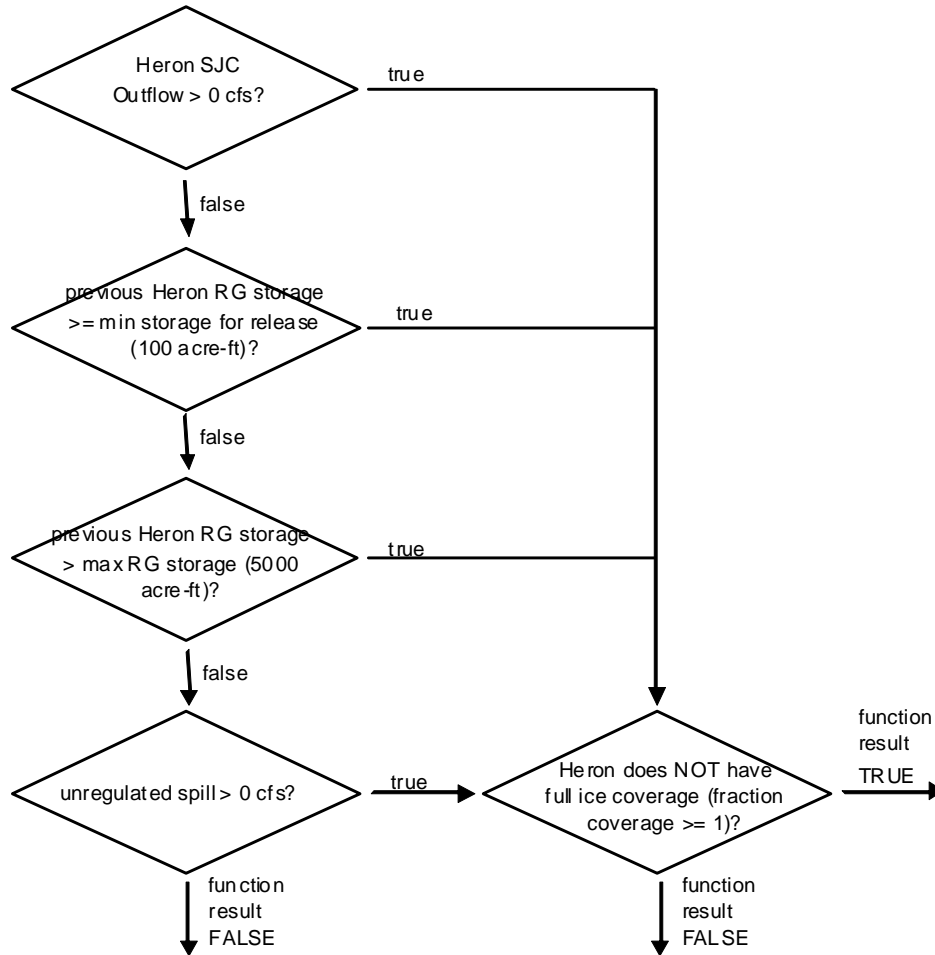 Heron SJC
Outflow > 0 cfs?
true
false
previous Heron RG storage
>= min storage for release
(100 acre-ft)?
true
false
previous Heron RG storage
> max RG storage (5000
acre-ft)?
true
false
unregulated spill > 0 cfs?
true
Heron does NOT have
full ice coverage (fraction
coverage >= 1)?
function
result
TRUE
function
result
FALSE
function
result
FALSE